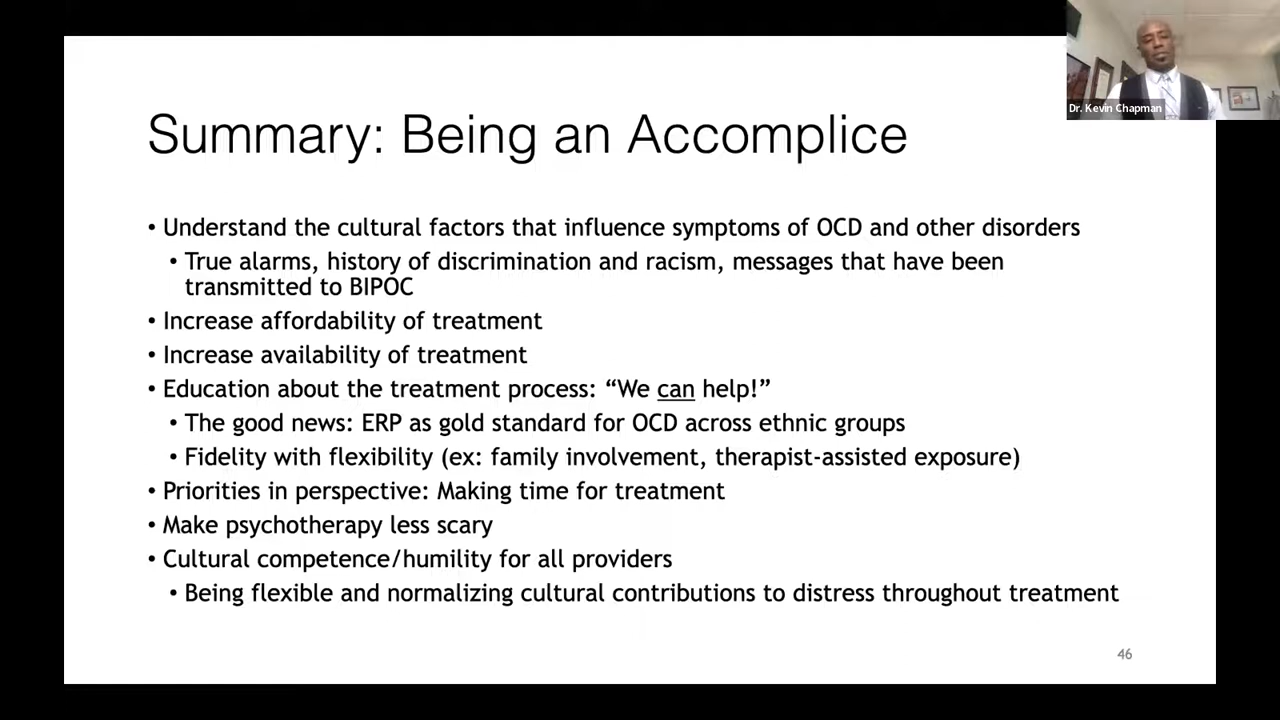 Dr. Kevin Chapman
Summary: Being an Accomplice
• Understand the cultural factors that influence symptoms of OCD and other disorders
• True alarms, history of discrimination and racism, messages that have been
transmitted to BIPOC
• Increase affordability of treatment
• Increase availability of treatment
• Education about the treatment process: “We can help!”
• The good news: ERP as gold standard for OCD across ethnic groups
• Fidelity with flexibility (ex: family involvement, therapist-assisted exposure)
• Priorities in perspective: Making time for treatment
• Make psychotherapy less scary
• Cultural competence/humility for all providers
• Being flexible and normalizing cultural contributions to distress throughout treatment
46